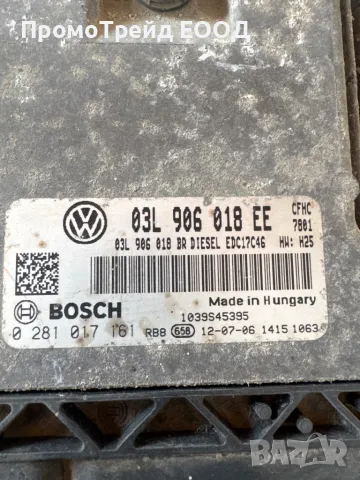 ПромоТрейд ЕООД
03L 906 018 EE CFHC
7801
03L 906 018 BR DIESEL EDC17C46 HW: H25
BOSCH
Made in Hungary
1039S45395
0 281 017 161 RB8 658 12-07-06 1415 1063
BAZAR